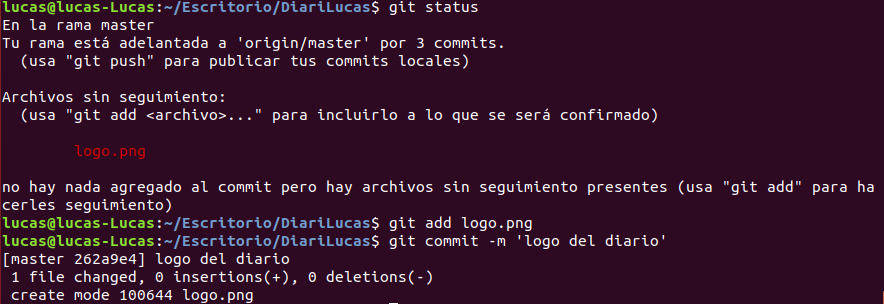 lucas@lucas-Lucas:~/Escritorio/DiariLucas$ git status
En la rama master
Tu rama está adelantada a 'origin/master' por 3 commits.
  (usa "git push" para publicar tus commits locales)

Archivos sin seguimiento:
  (usa "git add <archivo>..." para incluirlo a lo que se será confirmado)

        logo.png

no hay nada agregado al commit pero hay archivos sin seguimiento presentes (usa "git add" para ha
cerles seguimiento)
lucas@lucas-Lucas:~/Escritorio/DiariLucas$ git add logo.png
lucas@lucas-Lucas:~/Escritorio/DiariLucas$ git commit -m 'logo del diario'
[master 262a9e4] logo del diario
 1 file changed, 0 insertions(+), 0 deletions(-)
 create mode 100644 logo.png